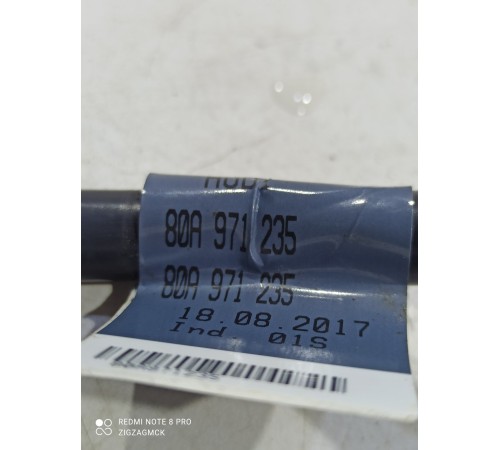 80A 971 235
80A 971 235
18.08.2017
Ind 01S
REDMI NOTE 8 PRO
ZIGZAGMCK